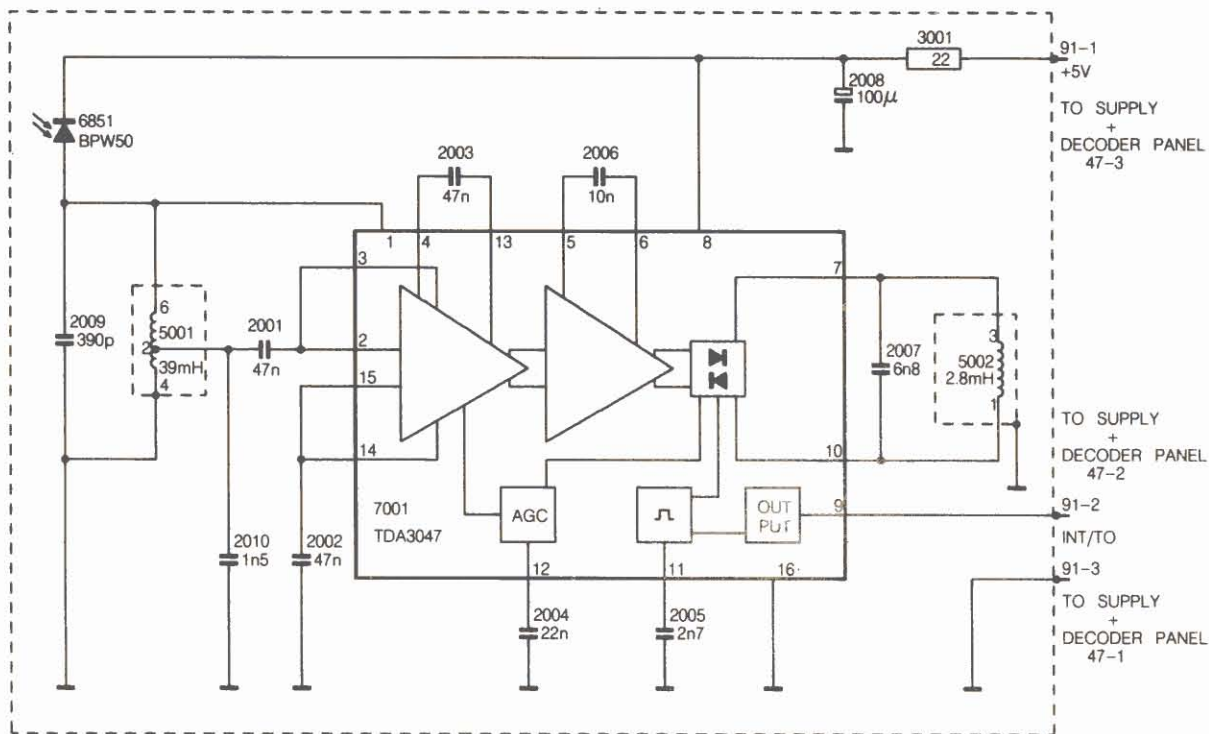 3001
22
91-1
+5V
2008
100µ
TO SUPPLY
+
DECODER PANEL
47-3
6851
BPW50
2003
47n
2006
10n
1
4
13
5
6
8
3
7
2009
390p
6
5001
2
39mH
4
2001
47n
2
15
14
2007
6n8
3
5002
2.8mH
1
10
TO SUPPLY
+
DECODER PANEL
47-2
7001
TDA3047
AGC
OUT
PUT
9
91-2
INT/TO
2010
1n5
2002
47n
12
11
16
91-3
2004
22n
2005
2n7
TO SUPPLY
+
DECODER PANEL
47-1